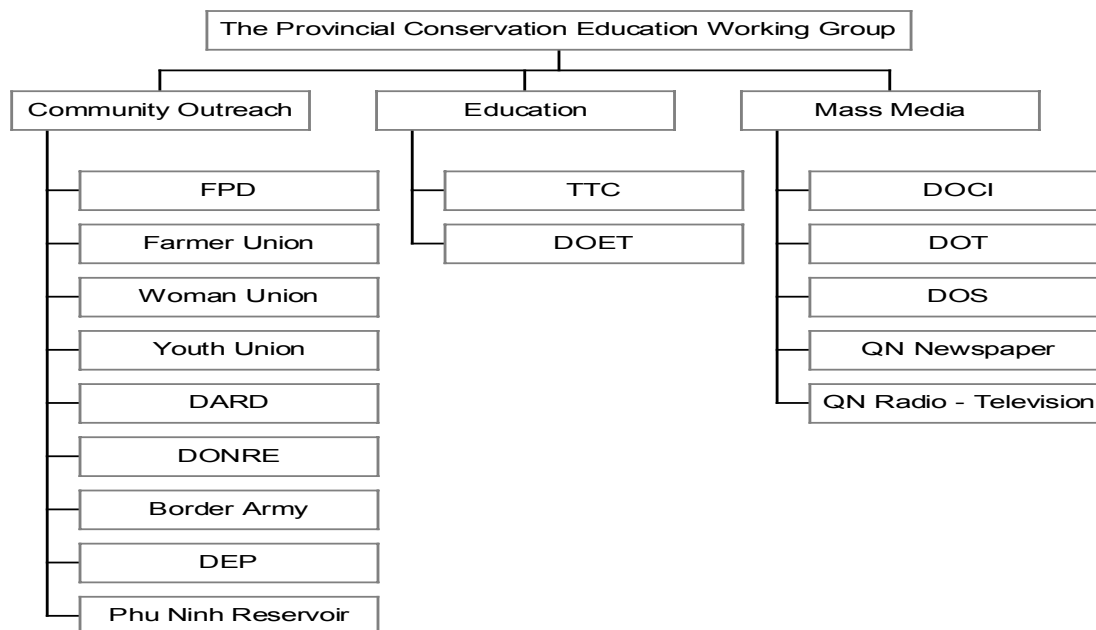 The Provincial Conservation Education Working Group
Community Outreach
FPD
Farmer Union
Woman Union
Youth Union
DARD
DONRE
Border Army
DEP
Phu Ninh Reservoir
Education
TTC
DOET
Mass Media
DOCI
DOT
DOS
QN Newspaper
QN Radio - Television